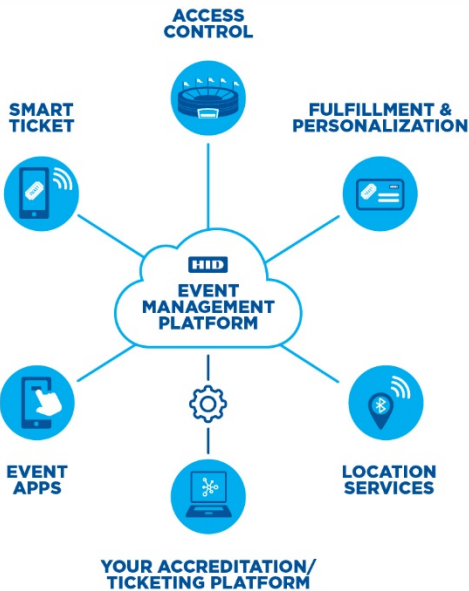 ACCESS
CONTROL
SMART
TICKET
FULFILLMENT &
PERSONALIZATION
HID
EVENT
MANAGEMENT
PLATFORM
EVENT
APPS
LOCATION
SERVICES
YOUR ACCREDITATION/
TICKETING PLATFORM